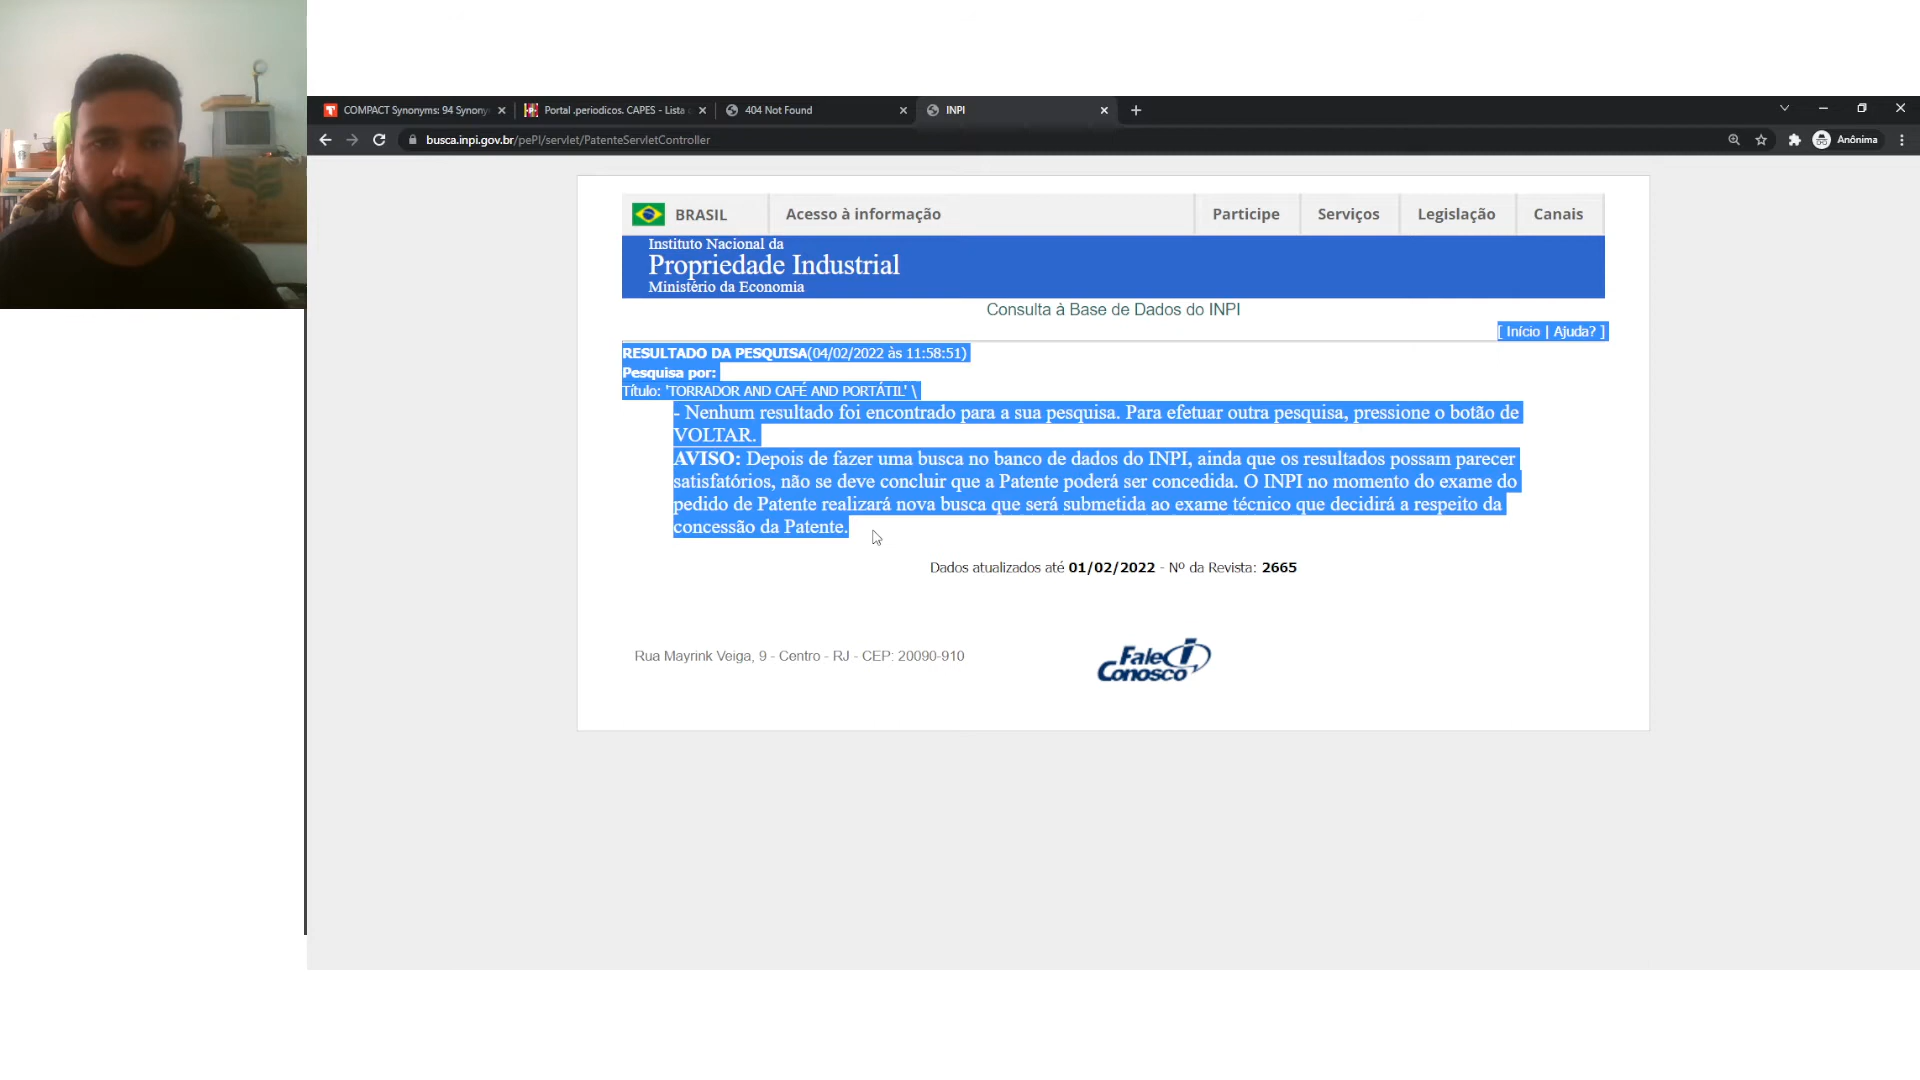 COMPACT Synonyms: 94 Synony
Portal .periodicos. CAPES - Lista
404 Not Found
INPI
busca.inpi.gov.br/pePI/servlet/PatenteServletController
Anônima
BRASIL
Acesso à informação
Participe
Serviços
Legislação
Canais
Instituto Nacional da
Propriedade Industrial
Ministério da Economia
Consulta à Base de Dados do INPI
[ Início | Ajuda? ]
RESULTADO DA PESQUISA(04/02/2022 às 11:58:51)
Pesquisa por:
Título: 'TORRADOR AND CAFÉ AND PORTÁTIL' \
- Nenhum resultado foi encontrado para a sua pesquisa. Para efetuar outra pesquisa, pressione o botão de
VOLTAR.
AVISO: Depois de fazer uma busca no banco de dados do INPI, ainda que os resultados possam parecer
satisfatórios, não se deve concluir que a Patente poderá ser concedida. O INPI no momento do exame do
pedido de Patente realizará nova busca que será submetida ao exame técnico que decidirá a respeito da
concessão da Patente.
Dados atualizados até 01/02/2022 - Nº da Revista: 2665
Rua Mayrink Veiga, 9 - Centro - RJ - CEP: 20090-910
Fale
Conosco